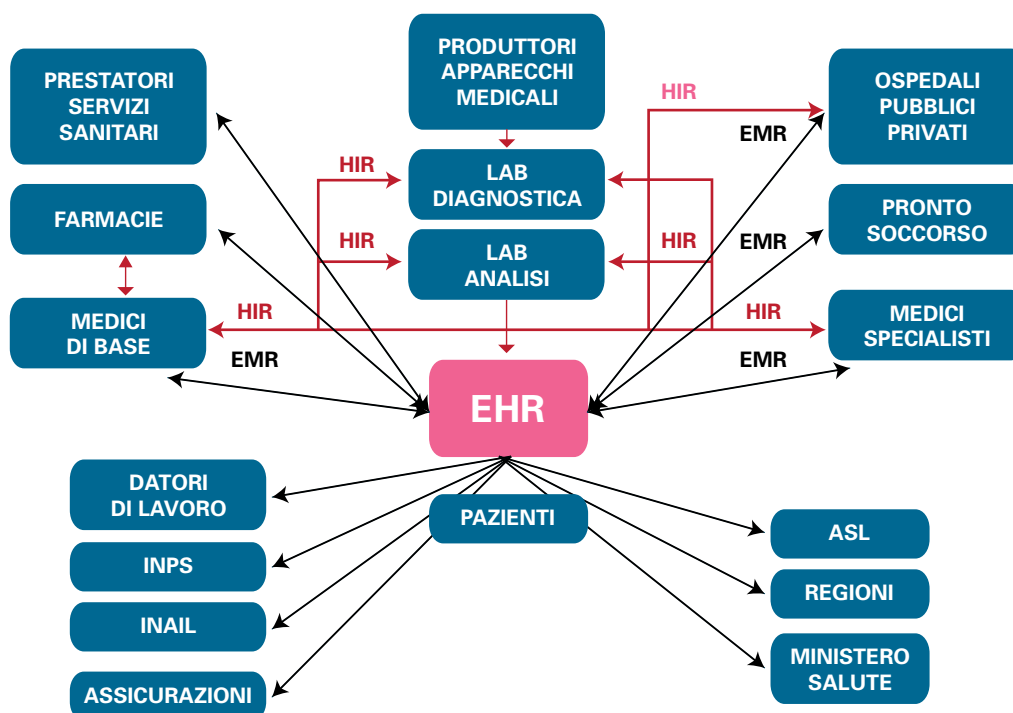 PRESTATORI
SERVIZI
SANITARI
PRODUTTORI
APPARECCHI
MEDICALI
HIR
OSPEDALI
PUBBLICI
PRIVATI
EMR
HIR
LAB
DIAGNOSTICA
FARMACIE
PRONTO
SOCCORSO
HIR
LAB
ANALISI
HIR
EMR
MEDICI
DI BASE
HIR
HIR
MEDICI
SPECIALISTI
EMR
EMR
EHR
DATORI
DI LAVORO
PAZIENTI
ASL
INPS
REGIONI
INAIL
MINISTERO
SALUTE
ASSICURAZIONI